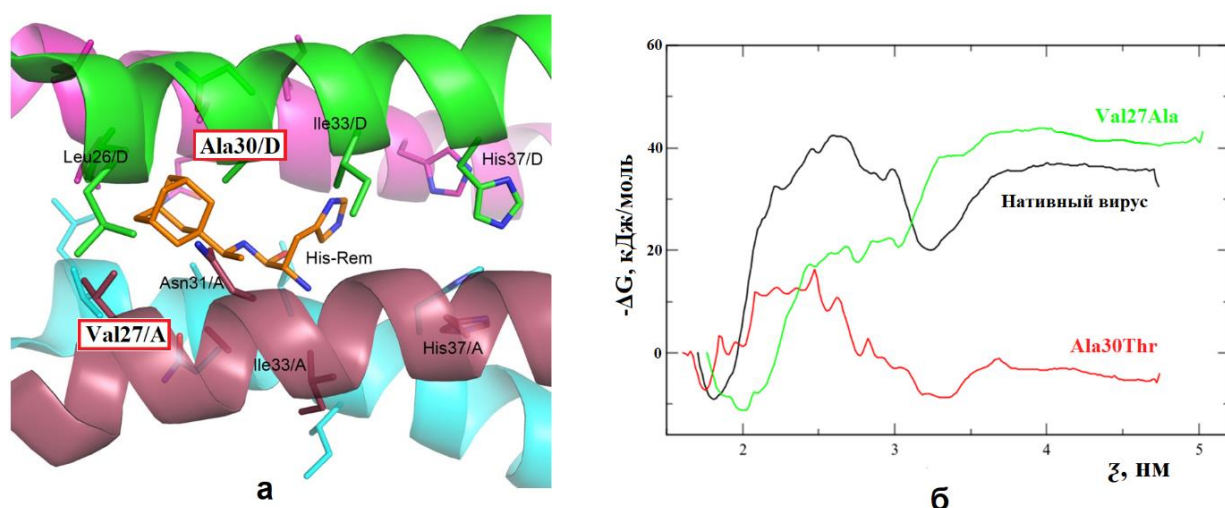 Leu26/D
Ala30/D
Ile33/D
His37/D
His-Rem
Asn31/A
Val27/A
Ile33/A
His37/A
а
-ΔG, кДж/моль
60
40
20
0
Val27Ala
Нативный вирус
Ala30Thr
2
3
4
5
ξ, нм
б